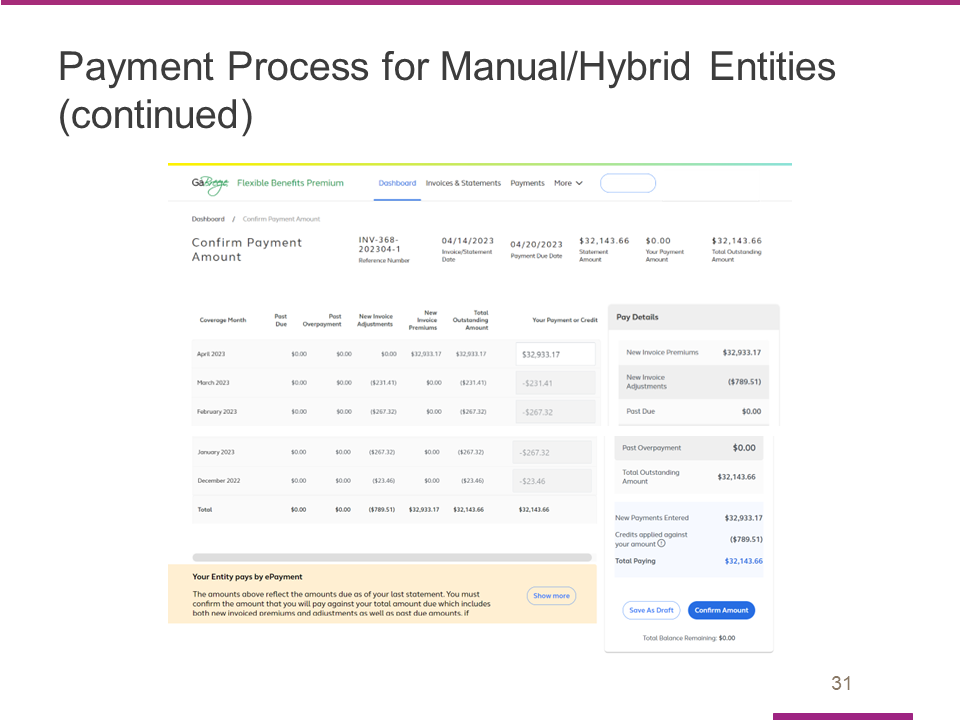 Payment Process for Manual/Hybrid Entities
(continued)
GaBreeze Flexible Benefits Premium Dashboard Invoices & Statements Payments More
Dashboard / Confirm Payment Amount
Confirm Payment
Amount
INV-368-
202304-1
Reference Number
04/14/2023
Invoice/Statement
Date
04/20/2023
Payment Due Date
$32,143.66
Statement
Amount
$0.00
Your Payment
Amount
$32,143.66
Total Outstanding
Amount
Coverage Month
Past
Due
Past
Overpayment
New Invoice
Adjustments
New
Invoice
Premiums
Total
Outstanding
Amount
Your Payment or Credit
April 2023 $0.00 $0.00 $0.00 $32,933.17 $32,933.17 $32,933.17
March 2023 $0.00 $0.00 ($231.41) $0.00 ($231.41) -$231.41
February 2023 $0.00 $0.00 ($267.32) $0.00 ($267.32) -$267.32
January 2023 $0.00 $0.00 ($267.32) $0.00 ($267.32) -$267.32
December 2022 $0.00 $0.00 ($23.46) $0.00 ($23.46) -$23.46
Total $0.00 $0.00 ($789.51) $32,933.17 $32,143.66 $32,143.66
Your Entity pays by ePayment
The amounts above reflect the amounts due as of your last statement. You must
confirm the amount that you will pay against your total amount due which includes
both new invoiced premiums and adjustments as well as past due amounts, if
Show more
Pay Details
New Invoice Premiums $32,933.17
New Invoice
Adjustments ($789.51)
Past Due $0.00
Past Overpayment $0.00
Total Outstanding
Amount $32,143.66
New Payments Entered $32,933.17
Credits applied against
your amount ($789.51)
Total Paying $32,143.66
Save As Draft Confirm Amount
Total Balance Remaining: $0.00
31